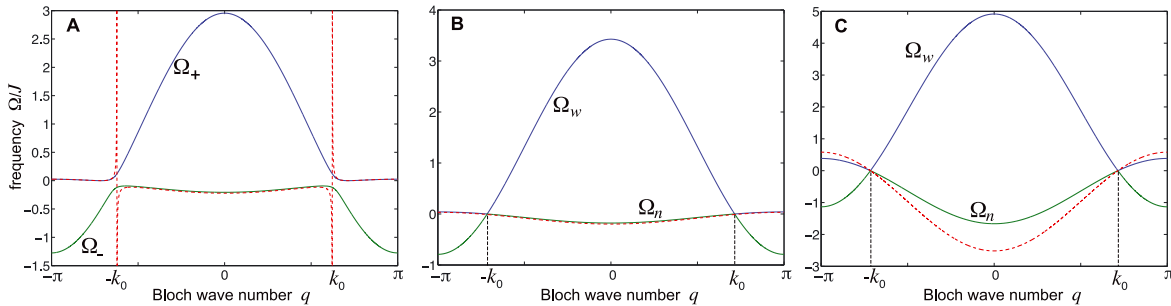 A
3
2.5
2
1.5
1
0.5
0
−0.5
−1
−1.5
frequency Ω/J
Ω+
Ω-
−π
-k0
0
k0
π
Bloch wave number q
B
4
3
2
1
0
−1
Ωw
Ωn
−π
-k0
0
k0
π
Bloch wave number q
C
5
4
3
2
1
0
−1
−2
−3
Ωw
Ωn
−π
-k0
0
k0
π
Bloch wave number q